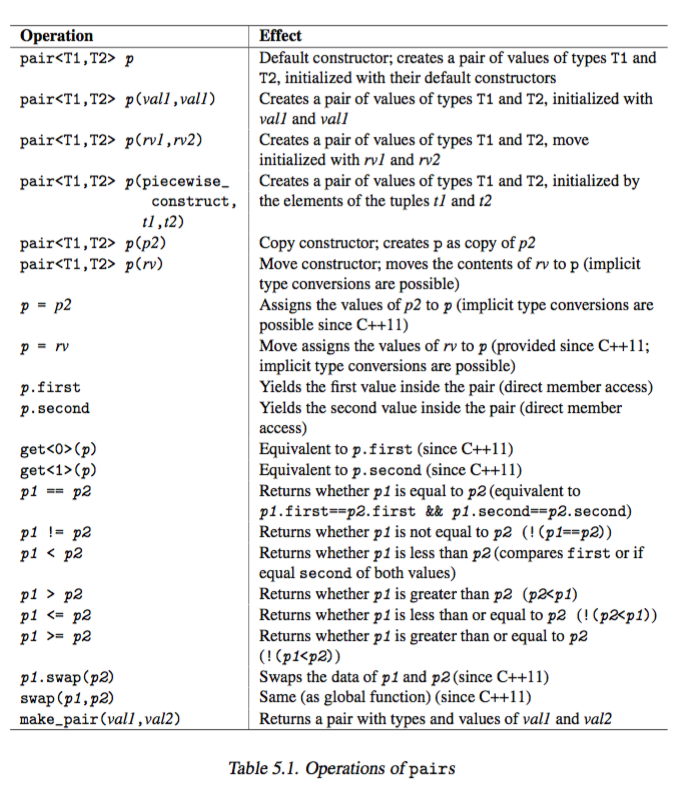 Operation Effect
pair<T1,T2> p Default constructor; creates a pair of values of types T1 and
T2, initialized with their default constructors
pair<T1,T2> p(val1,val1) Creates a pair of values of types T1 and T2, initialized with
val1 and val1
pair<T1,T2> p(rv1,rv2) Creates a pair of values of types T1 and T2, move
initialized with rv1 and rv2
pair<T1,T2> p(piecewise_ Creates a pair of values of types T1 and T2, initialized by
construct, the elements of the tuples t1 and t2
t1,t2)
pair<T1,T2> p(p2) Copy constructor; creates p as copy of p2
pair<T1,T2> p(rv) Move constructor; moves the contents of rv to p (implicit
type conversions are possible)
p = p2 Assigns the values of p2 to p (implicit type conversions are
possible since C++11)
p = rv Move assigns the values of rv to p (provided since C++11;
implicit type conversions are possible)
p.first Yields the first value inside the pair (direct member access)
p.second Yields the second value inside the pair (direct member
access)
get<0>(p) Equivalent to p.first (since C++11)
get<1>(p) Equivalent to p.second (since C++11)
p1 == p2 Returns whether p1 is equal to p2 (equivalent to
p1.first==p2.first && p1.second==p2.second)
p1 != p2 Returns whether p1 is not equal to p2 (!(p1==p2))
p1 < p2 Returns whether p1 is less than p2 (compares first or if
equal second of both values)
p1 > p2 Returns whether p1 is greater than p2 (p2<p1)
p1 <= p2 Returns whether p1 is less than or equal to p2 (!(p2<p1))
p1 >= p2 Returns whether p1 is greater than or equal to p2
(!(p1<p2))
p1.swap(p2) Swaps the data of p1 and p2 (since C++11)
swap(p1,p2) Same (as global function) (since C++11)
make_pair(val1,val2) Returns a pair with types and values of val1 and val2
Table 5.1. Operations of pairs